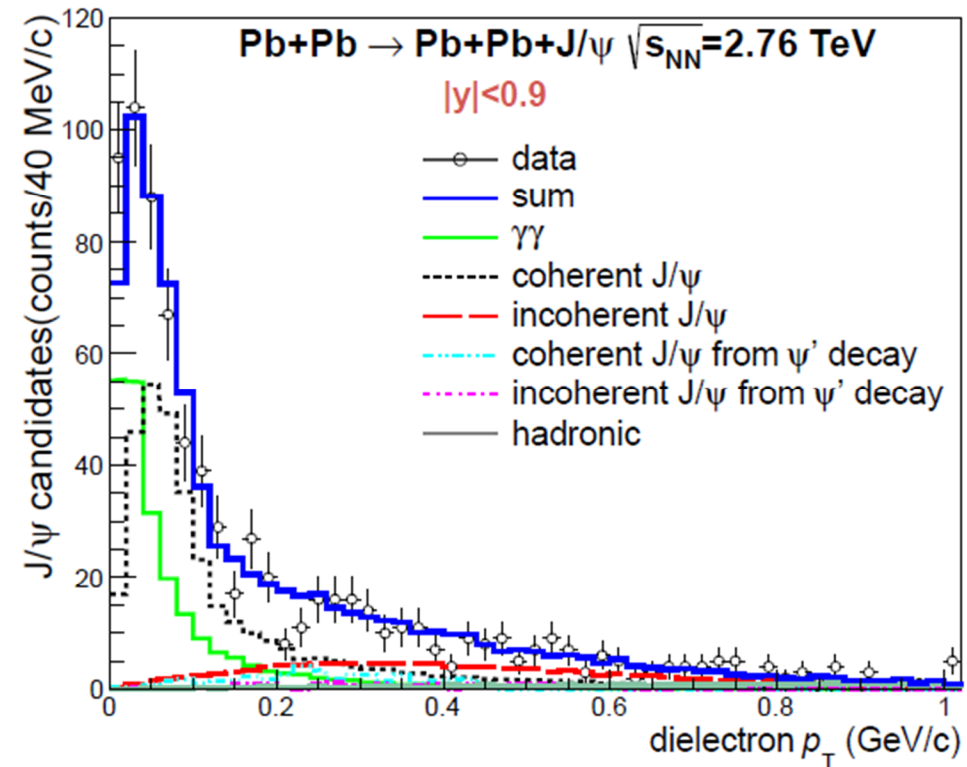 Pb+Pb → Pb+Pb+J/ψ √sNN=2.76 TeV
|y|<0.9
data
sum
γγ
coherent J/ψ
incoherent J/ψ
coherent J/ψ from ψ' decay
incoherent J/ψ from ψ' decay
hadronic
J/ψ candidates(counts/40 MeV/c)
120
100
80
60
40
20
0
0
0.2
0.4
0.6
0.8
1
dielectron pT (GeV/c)